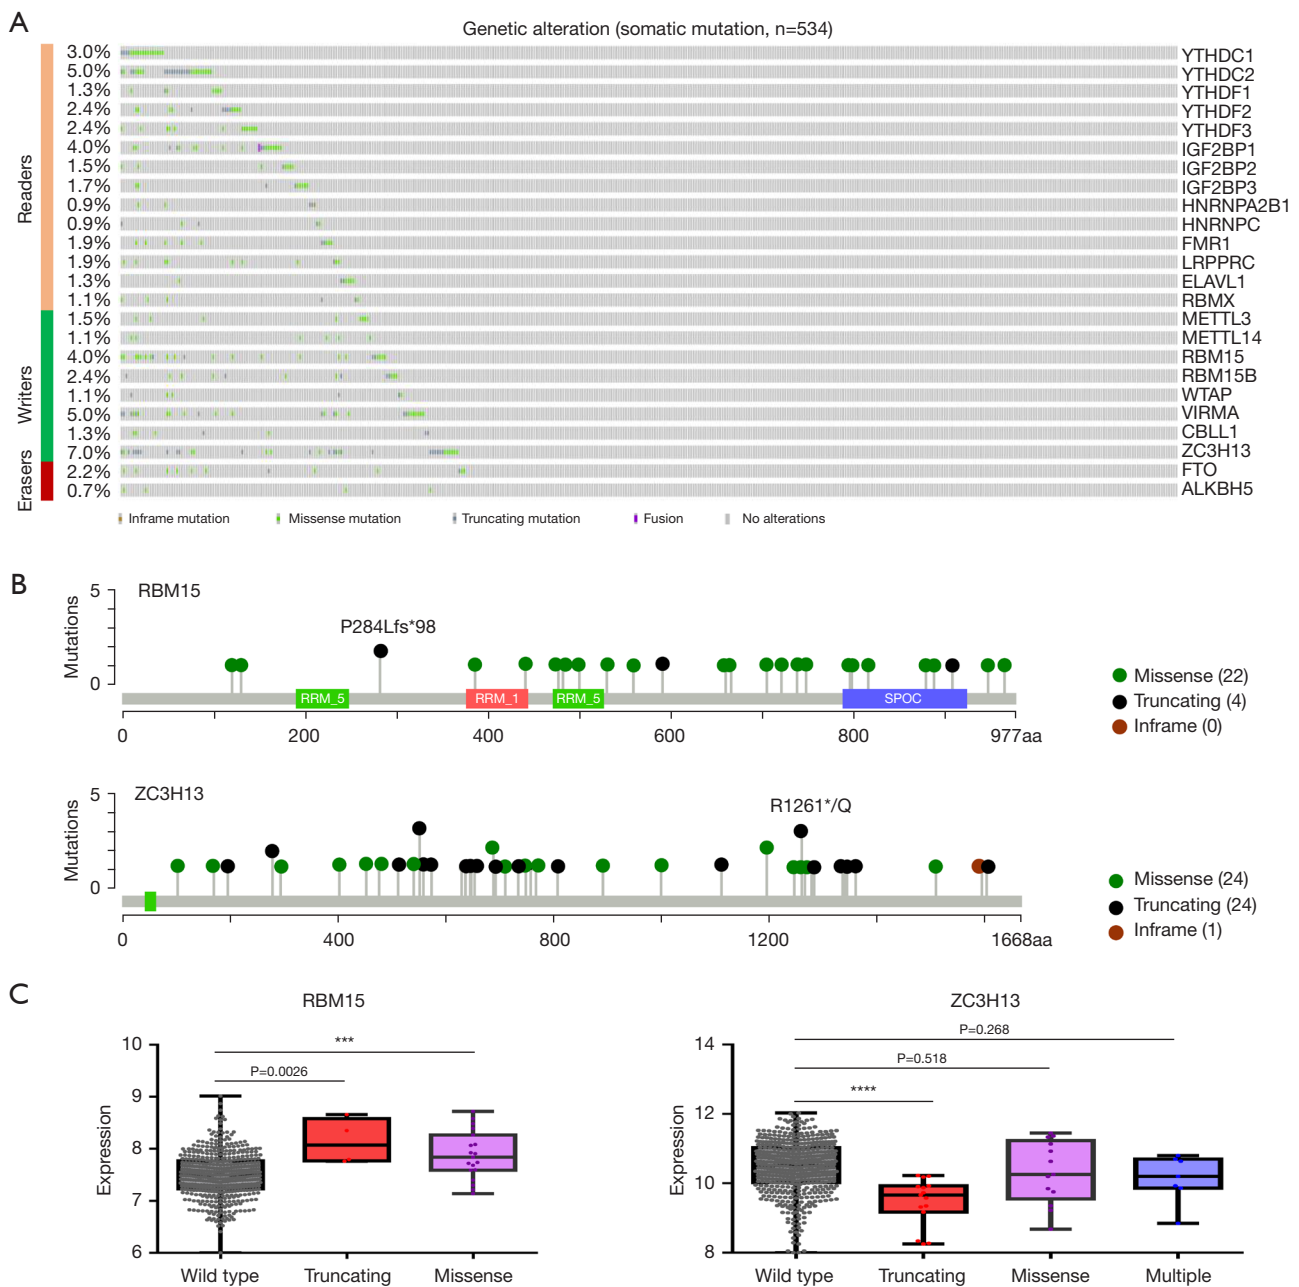 A
Genetic alteration (somatic mutation, n=534)
Readers
Writers
Erasers
3.0% YTHDC1
5.0% YTHDC2
1.3% YTHDF1
2.4% YTHDF2
2.4% YTHDF3
4.0% IGF2BP1
1.5% IGF2BP2
1.7% IGF2BP3
0.9% HNRNPA2B1
0.9% HNRNPC
1.9% FMR1
1.9% LRPPRC
1.3% ELAVL1
1.1% RBMX
1.5% METTL3
1.1% METTL14
4.0% RBM15
2.4% RBM15B
1.1% WTAP
5.0% VIRMA
1.3% CBLL1
7.0% ZC3H13
2.2% FTO
0.7% ALKBH5
Inframe mutation Missense mutation Truncating mutation Fusion No alterations
B
RBM15
Mutations
5
0
P284Lfs*98
RRM_5 RRM_1 RRM_5 SPOC
0 200 400 600 800 977aa
Missense (22)
Truncating (4)
Inframe (0)
ZC3H13
Mutations
5
0
R1261*/Q
0 400 800 1200 1668aa
Missense (24)
Truncating (24)
Inframe (1)
C
RBM15
Expression
10
9
8
7
6
***
P=0.0026
Wild type Truncating Missense
ZC3H13
Expression
14
12
10
8
P=0.268
P=0.518
****
Wild type Truncating Missense Multiple